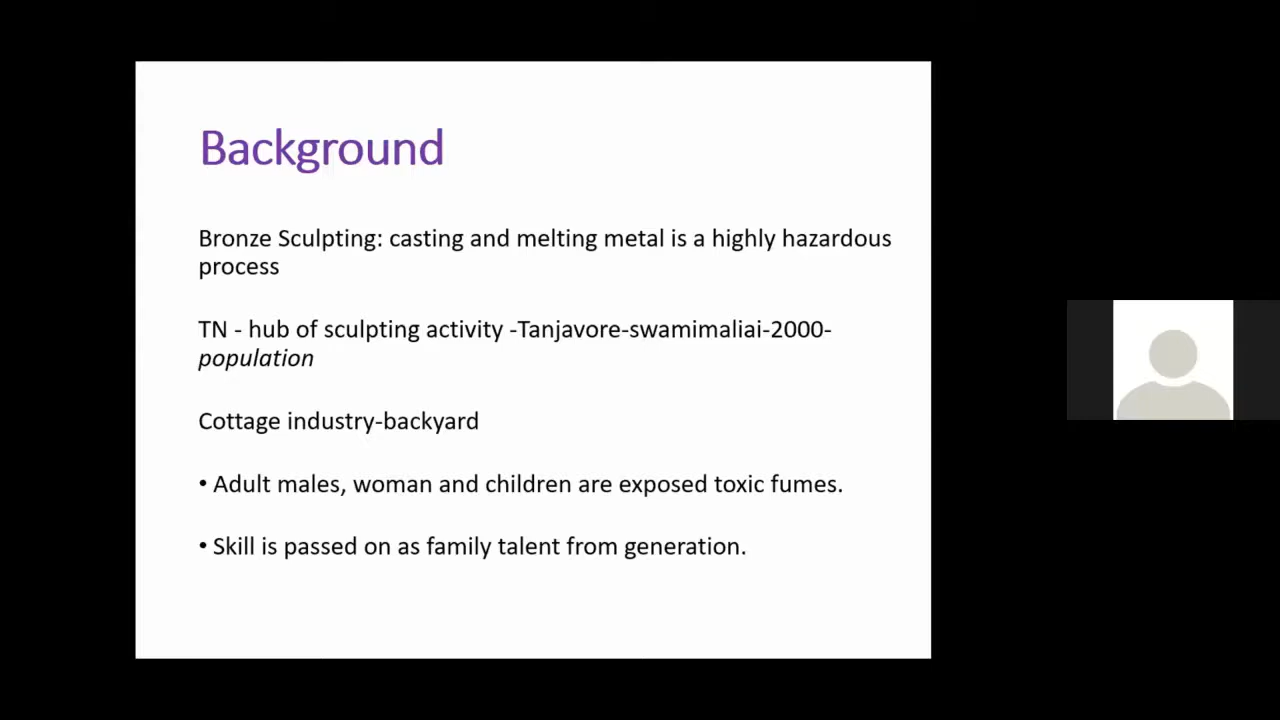 Background
Bronze Sculpting: casting and melting metal is a highly hazardous
process
TN - hub of sculpting activity -Tanjavore-swamimaliai-2000-
population
Cottage industry-backyard
• Adult males, woman and children are exposed toxic fumes.
• Skill is passed on as family talent from generation.